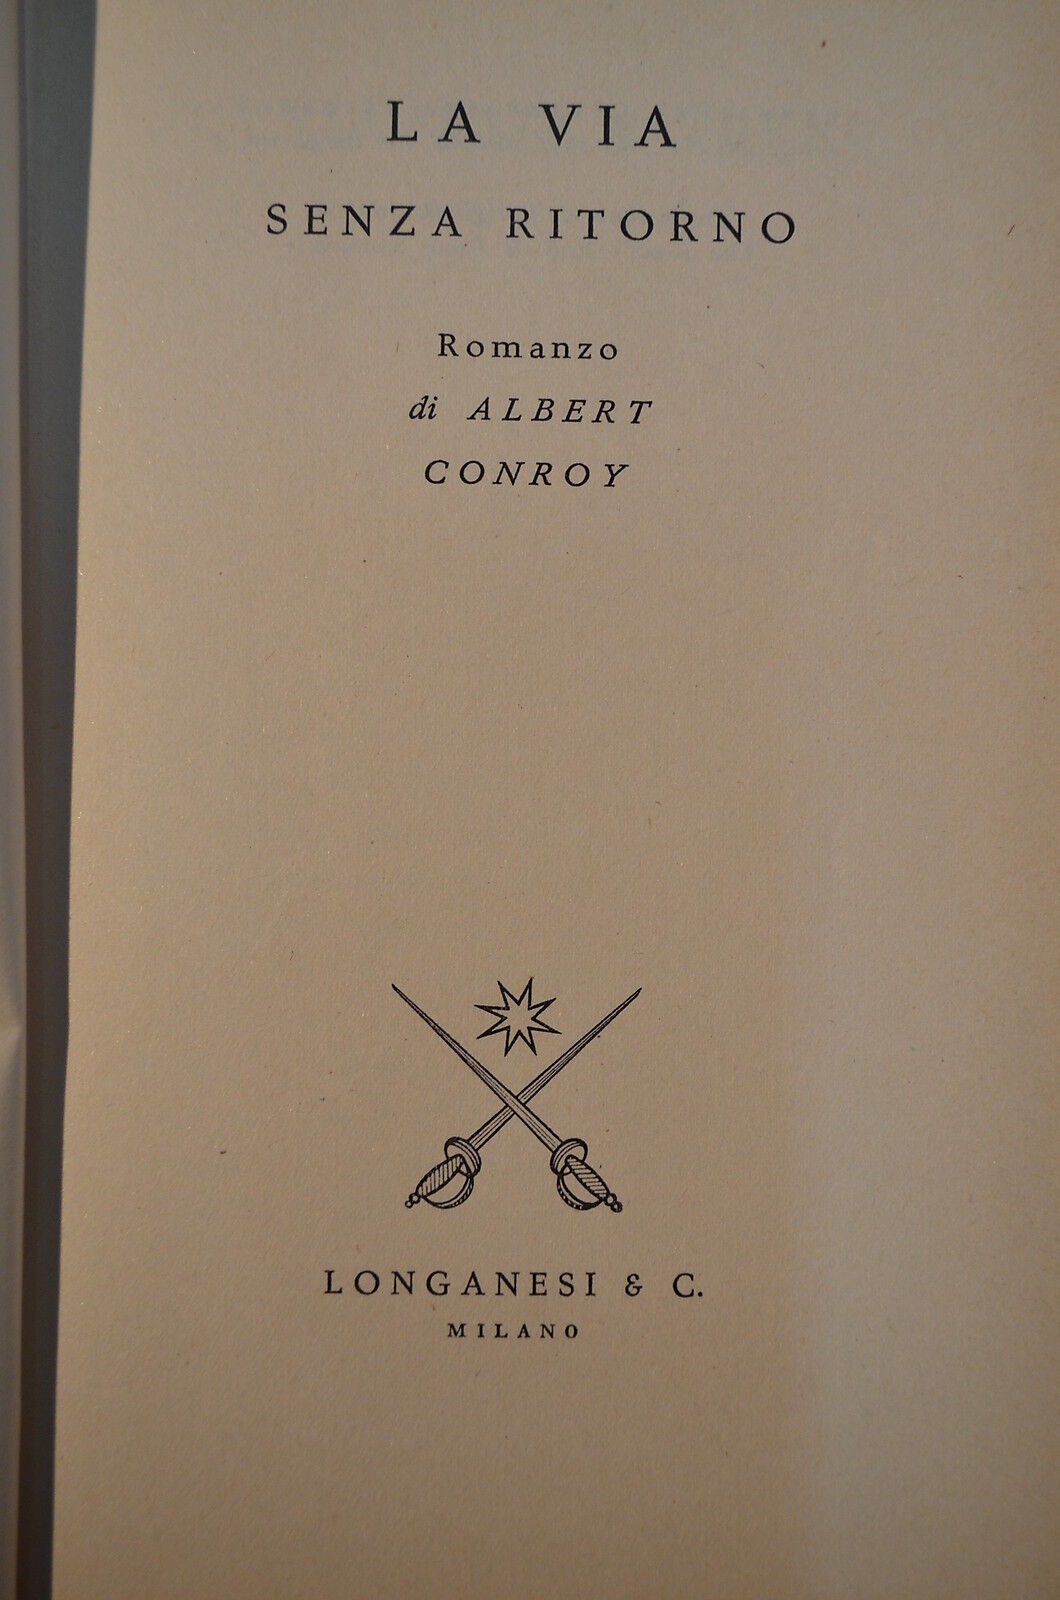 LA VIA
SENZA RITORNO
Romanzo
di ALBERT
CONROY
LONGANESI & C.
MILANO